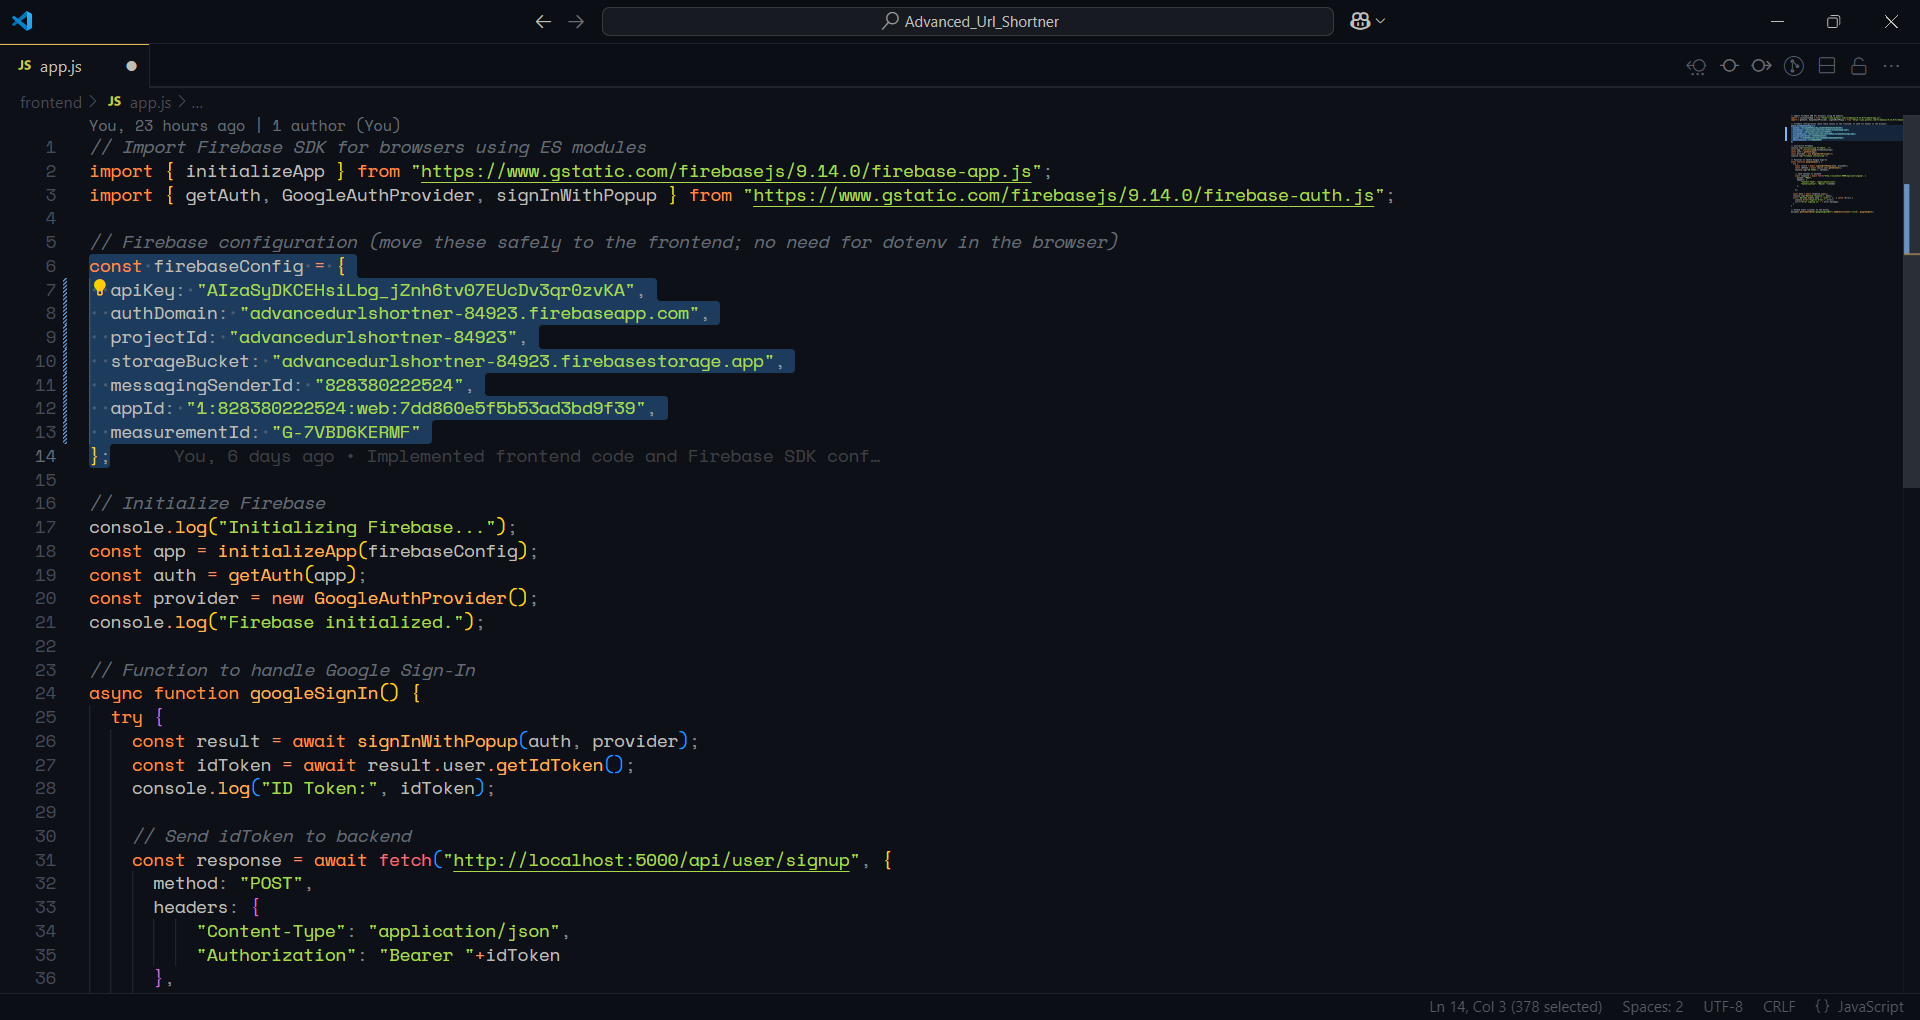 Advanced_Url_Shortner
JS app.js
frontend > JS app.js > ...
You, 23 hours ago | 1 author (You)
1 // Import Firebase SDK for browsers using ES modules
2 import { initializeApp } from "https://www.gstatic.com/firebasejs/9.14.0/firebase-app.js";
3 import { getAuth, GoogleAuthProvider, signInWithPopup } from "https://www.gstatic.com/firebasejs/9.14.0/firebase-auth.js";
4
5 // Firebase configuration (move these safely to the frontend; no need for dotenv in the browser)
6 const firebaseConfig = {
7 apiKey: "AIzaSyDKCEHsiLbg_jZnh6tv07EUcDv3qr0zvKA",
8 authDomain: "advancedurlshortner-84923.firebaseapp.com",
9 projectId: "advancedurlshortner-84923",
10 storageBucket: "advancedurlshortner-84923.firebasestorage.app",
11 messagingSenderId: "828380222524",
12 appId: "1:828380222524:web:7dd860e5f5b53ad3bd9f39",
13 measurementId: "G-7VBD6KERMF"
14 }; You, 6 days ago • Implemented frontend code and Firebase SDK conf…
15
16 // Initialize Firebase
17 console.log("Initializing Firebase...");
18 const app = initializeApp(firebaseConfig);
19 const auth = getAuth(app);
20 const provider = new GoogleAuthProvider();
21 console.log("Firebase initialized.");
22
23 // Function to handle Google Sign-In
24 async function googleSignIn() {
25 try {
26 const result = await signInWithPopup(auth, provider);
27 const idToken = await result.user.getIdToken();
28 console.log("ID Token:", idToken);
29
30 // Send idToken to backend
31 const response = await fetch("http://localhost:5000/api/user/signup", {
32 method: "POST",
33 headers: {
34 "Content-Type": "application/json",
35 "Authorization": "Bearer "+idToken
36 },
Ln 14, Col 3 (378 selected) Spaces: 2 UTF-8 CRLF {} JavaScript